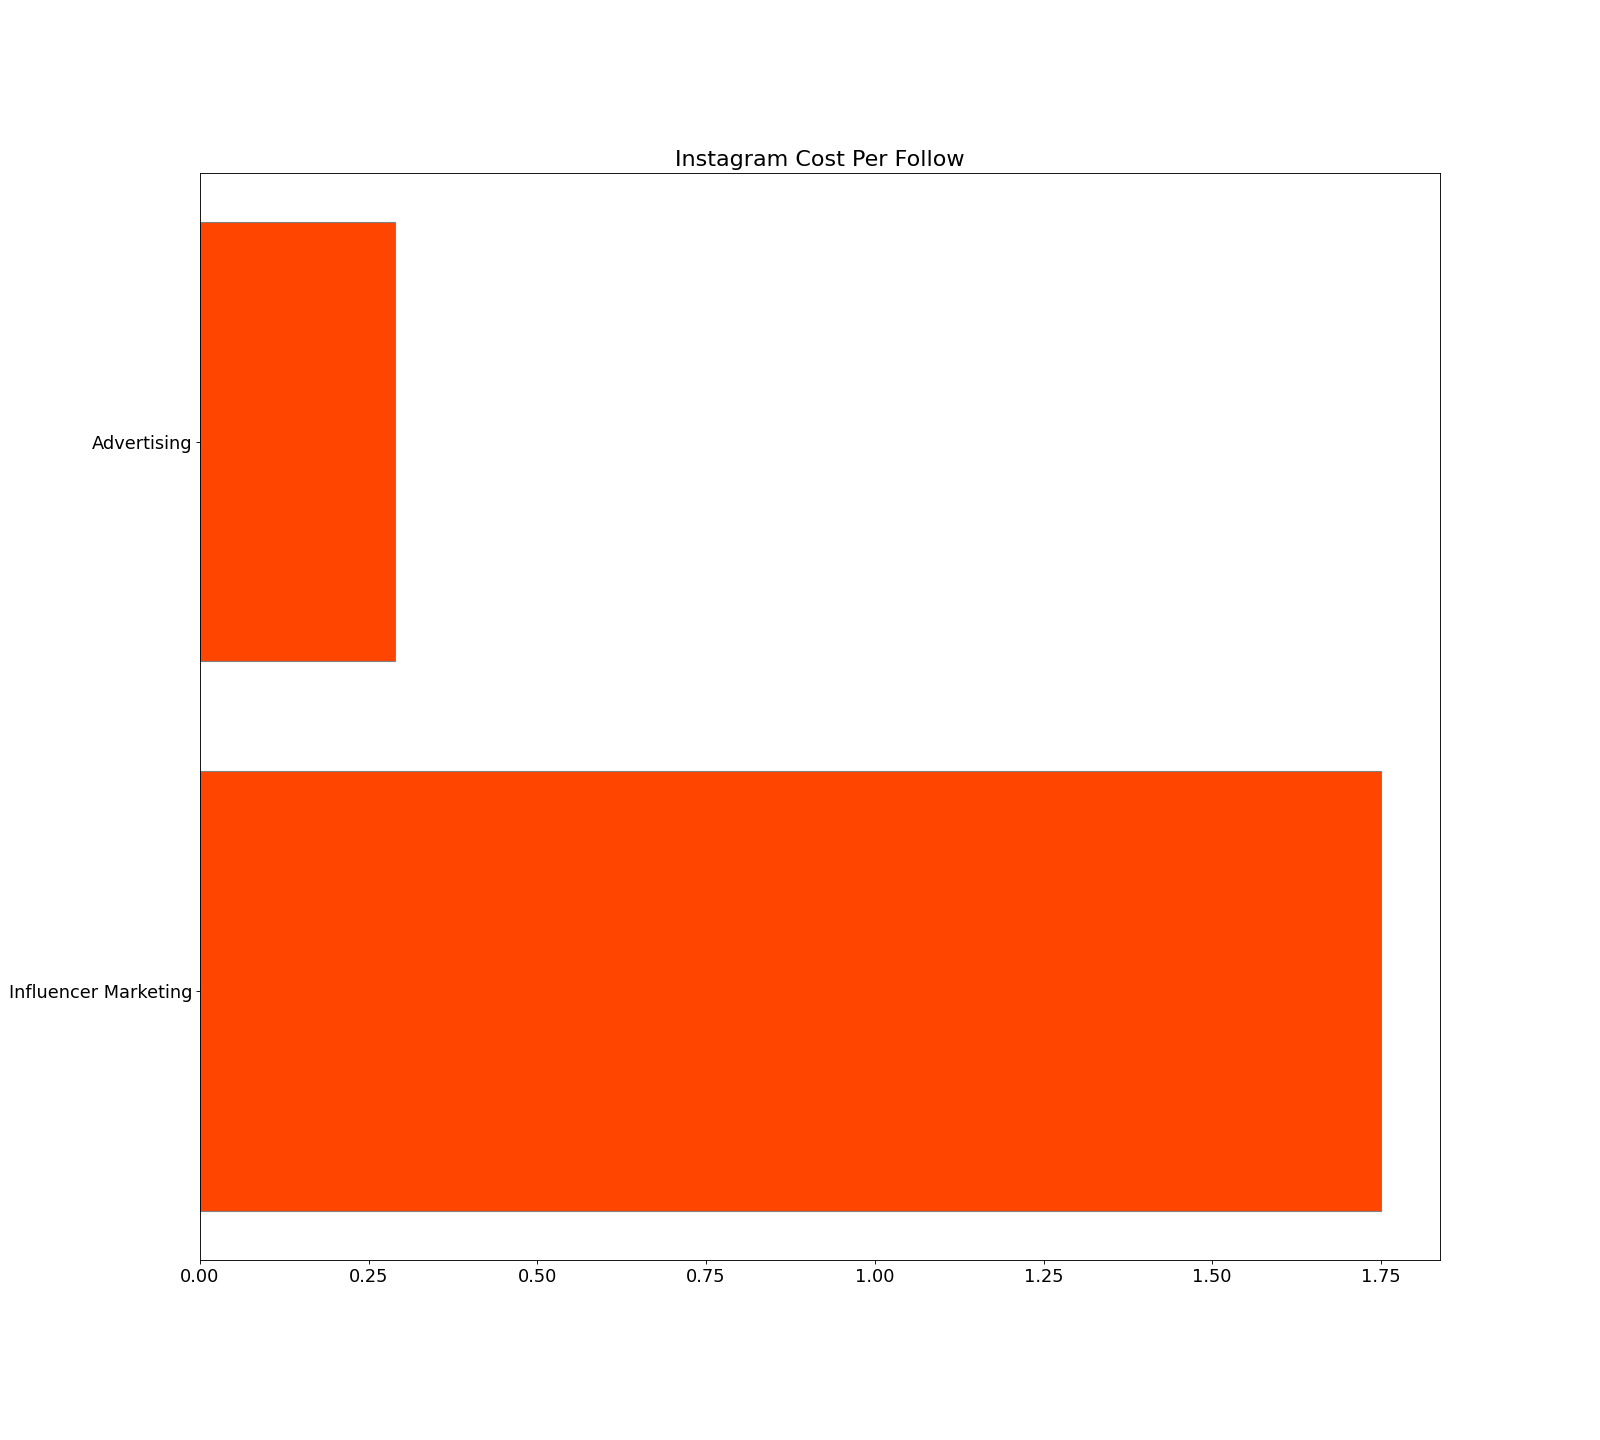 Instagram Cost Per Follow
Advertising
Influencer Marketing
0.00 0.25 0.50 0.75 1.00 1.25 1.50 1.75